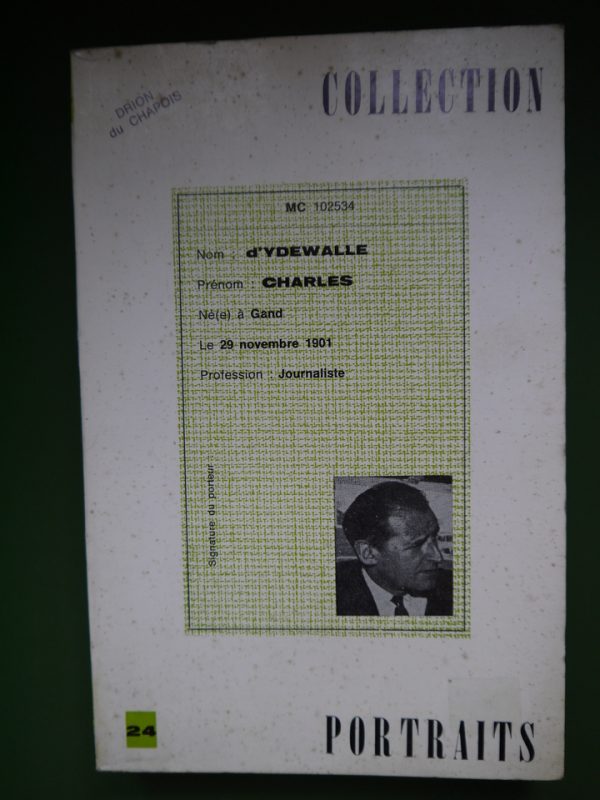 COLLECTION
DRION
du CHAPOIS
MC 102534
Nom : d'YDEWALLE
Prénom : CHARLES
Né(e) à Gand
Le 29 novembre 1901
Profession : Journaliste
Signature du porteur
24
PORTRAITS